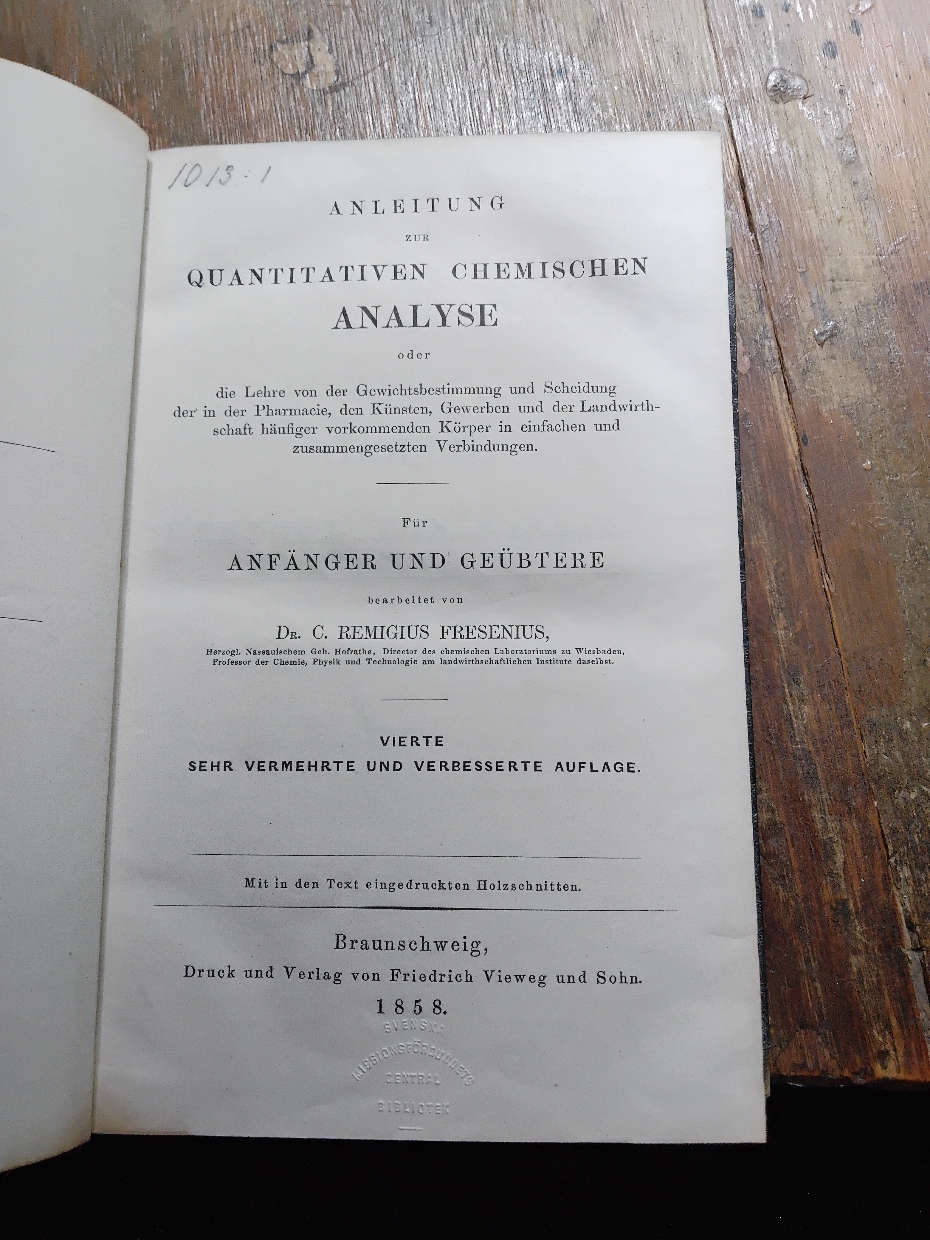 1013:1
ANLEITUNG
ZUR
QUANTITATIVEN CHEMISCHEN
ANALYSE
oder
die Lehre von der Gewichtsbestimmung und Scheidung
der in der Pharmacie, den Künsten, Gewerben und der Landwirth-
schaft häufiger vorkommenden Körper in einfachen und
zusammengesetzten Verbindungen.
Für
ANFÄNGER UND GEÜBTERE
bearbeitet von
DR. C. REMIGIUS FRESENIUS,
Herzogl. Nassauischem Geh. Hofrathe, Director des chemischen Laboratoriums zu Wiesbaden,
Professor der Chemie, Physik und Technologie am landwirthschaftlichen Institute daselbst.
VIERTE
SEHR VERMEHRTE UND VERBESSERTE AUFLAGE.
Mit in den Text eingedruckten Holzschnitten.
Braunschweig,
Druck und Verlag von Friedrich Vieweg und Sohn.
1858.
SVENSKA
MISSIONSFÖRBUNDETS
CENTRAL
BIBLIOTEK